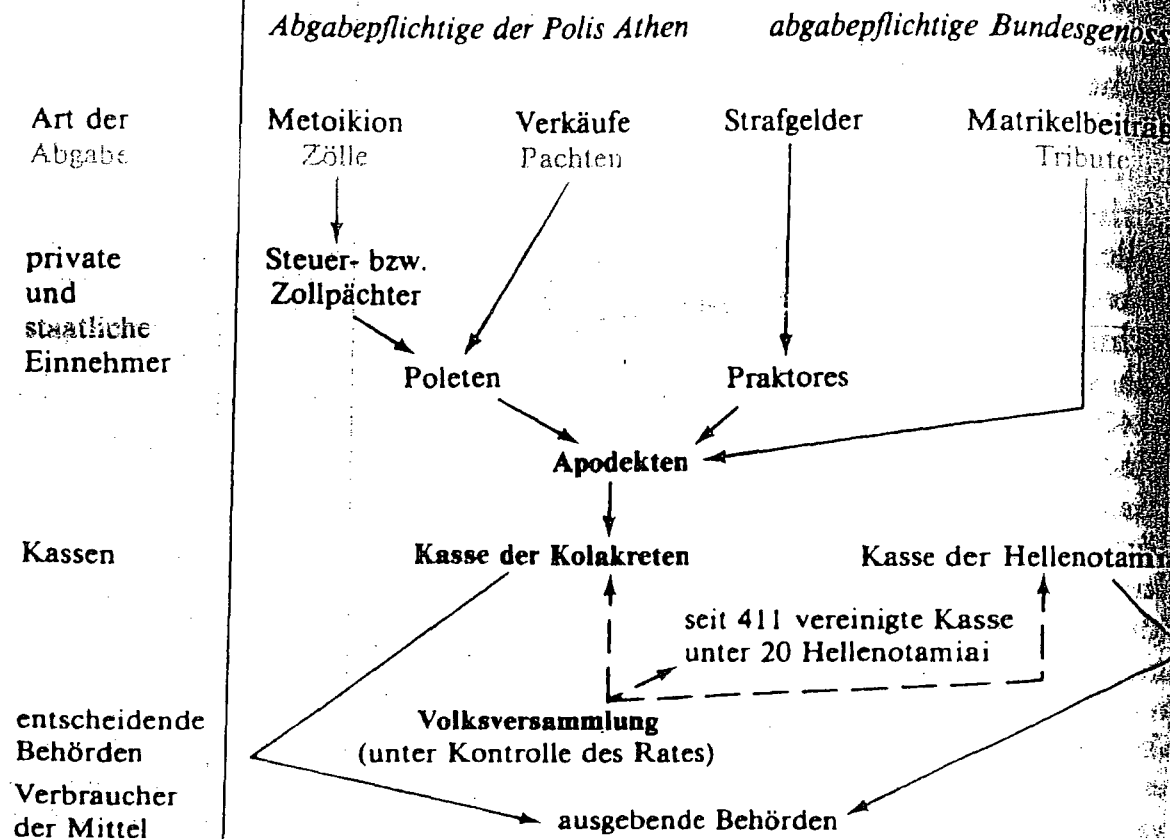 Abgabepflichtige der Polis Athen abgabepflichtige Bundesgenoss
Art der
Abgabe
Metoikion
Zölle
Verkäufe
Pachten
Strafgelder
Matrikelbeiträg
Tribute
private
und
staatliche
Einnehmer
Steuer- bzw.
Zollpächter
Poleten
Praktores
Apodekten
Kassen
Kasse der Kolakreten
Kasse der Hellenotami
seit 411 vereinigte Kasse
unter 20 Hellenotamiai
entscheidende
Behörden
Volksversammlung
(unter Kontrolle des Rates)
Verbraucher
der Mittel
ausgebende Behörden